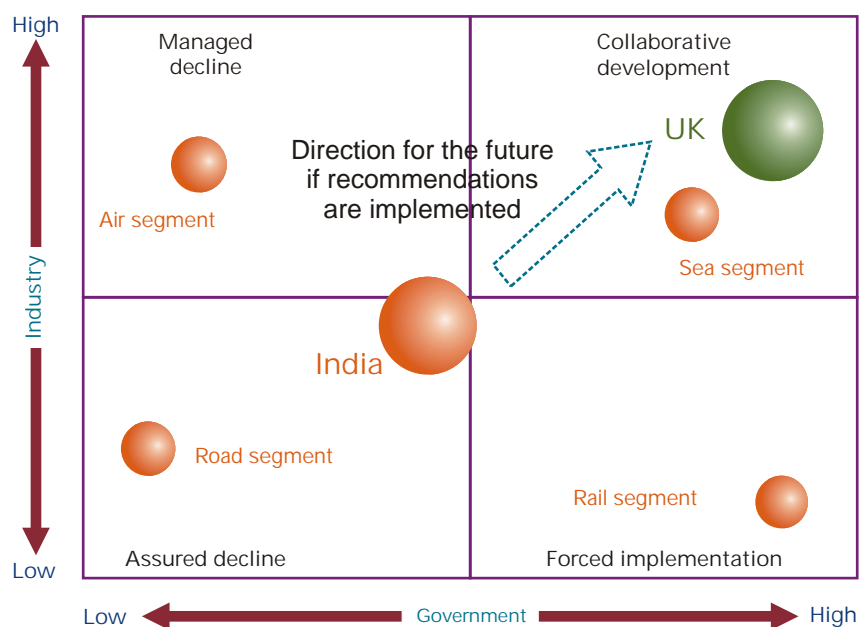 High
Managed
decline
Collaborative
development
UK
Direction for the future
if recommendations
are implemented
Air segment
Sea segment
Industry
India
Road segment
Rail segment
Assured decline
Forced implementation
Low
Low
Government
High